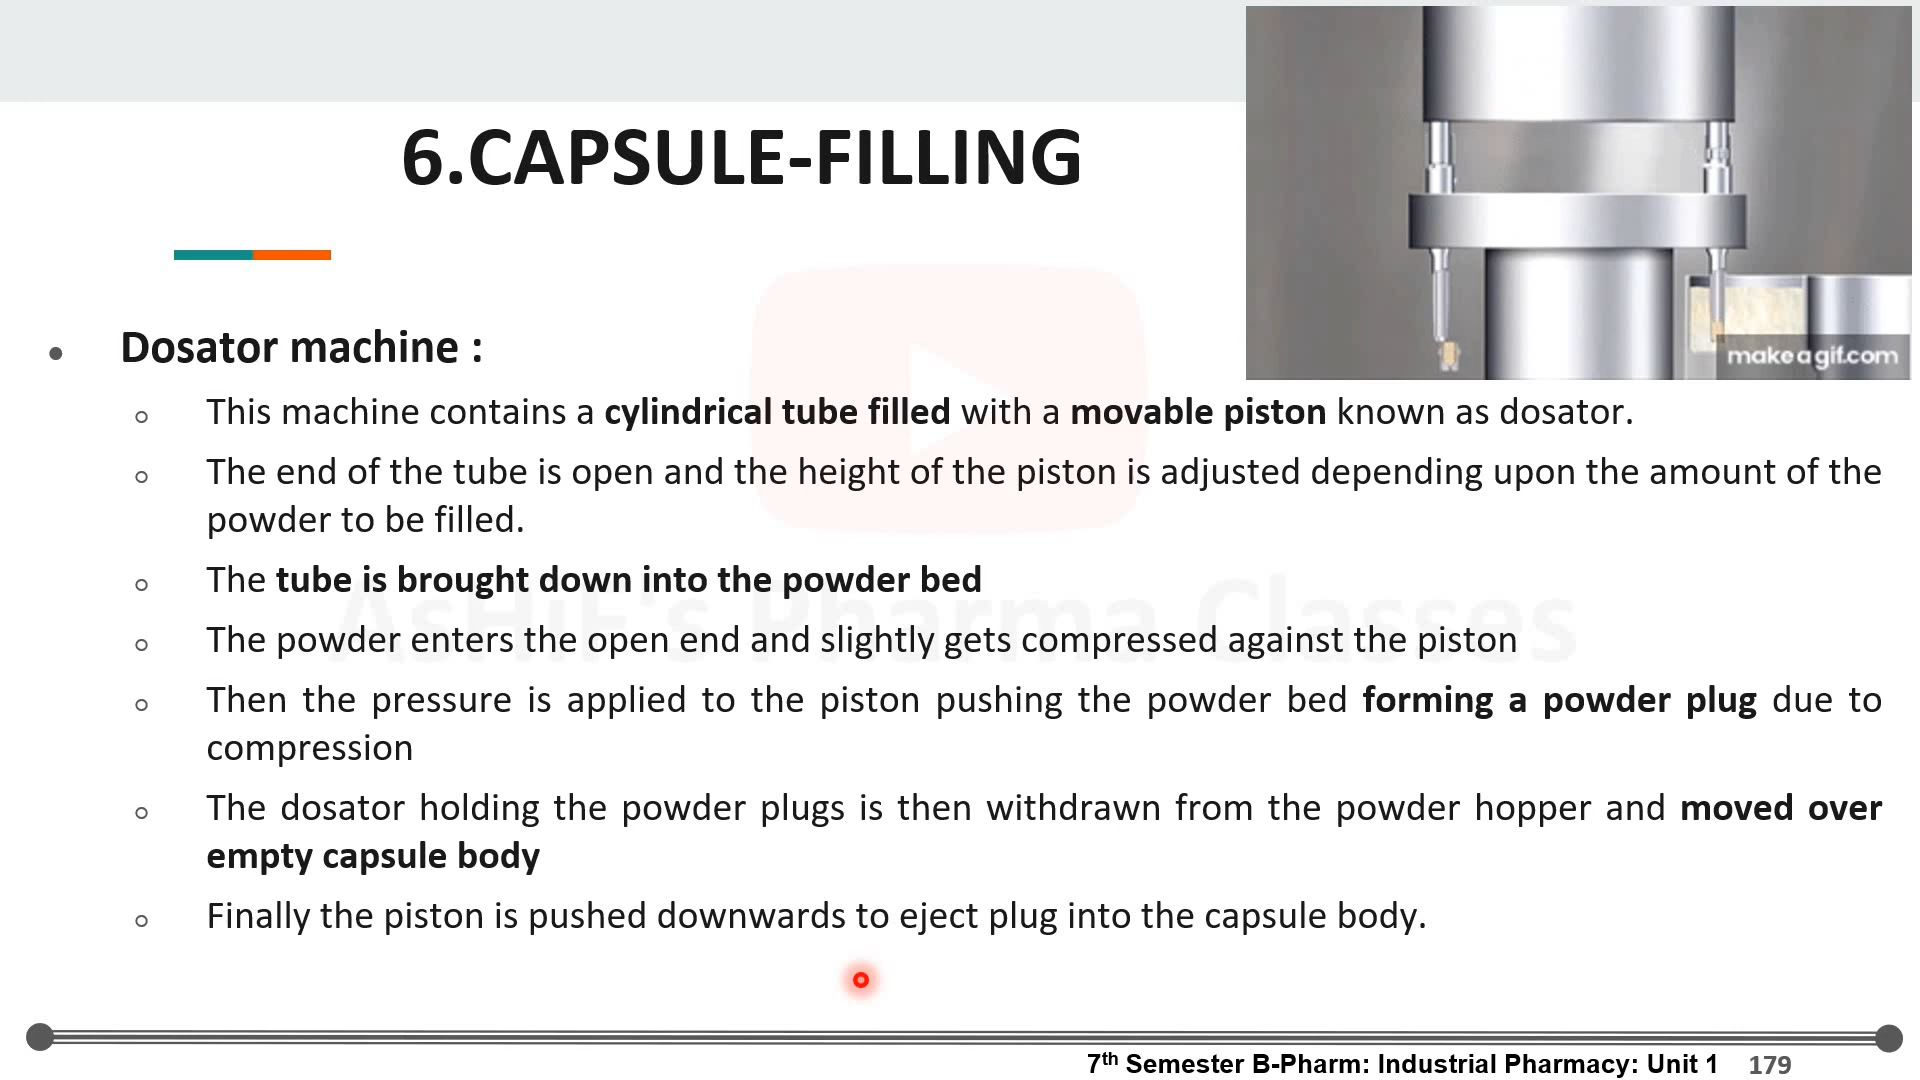 6.CAPSULE-FILLING
makeagif.com
Dosator machine :
This machine contains a cylindrical tube filled with a movable piston known as dosator.
The end of the tube is open and the height of the piston is adjusted depending upon the amount of the
powder to be filled.
The tube is brought down into the powder bed
AsHiF's Pharma Classes
The powder enters the open end and slightly gets compressed against the piston
Then the pressure is applied to the piston pushing the powder bed forming a powder plug due to
compression
The dosator holding the powder plugs is then withdrawn from the powder hopper and moved over
empty capsule body
Finally the piston is pushed downwards to eject plug into the capsule body.
7th Semester B-Pharm: Industrial Pharmacy: Unit 1 179